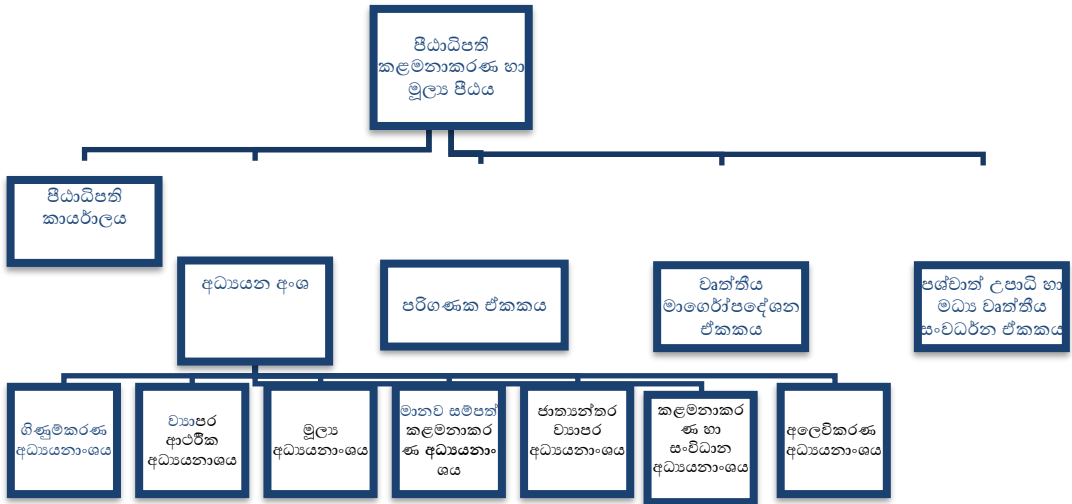 පීඨාධිපති
කළමනාකරණ හා
මූල්‍ය පීඨය
පීඨාධිපති
කාර්යාලය
අධ්‍යයන අංශ
පරිගණක ඒකකය
වෘත්තීය
මාර්ගෝපදේශන
ඒකකය
පශ්චාත් උපාධි හා
මධ්‍ය වෘත්තීය
සංවර්ධන ඒකකය
ගිණුම්කරණ
අධ්‍යයනාංශය
ව්‍යාපර
ආර්ථික
අධ්‍යයනාශය
මූල්‍ය
අධ්‍යයනාංශය
මානව සම්පත්
කළමනාකර
ණ අධ්‍යයනාං
ශය
ජාත්‍යන්තර
ව්‍යාපර
අධ්‍යයනාංශය
කළමනාකර
ණ හා
සංවිධාන
අධ්‍යයනාංශය
අලෙවිකරණ
අධ්‍යයනාංශය